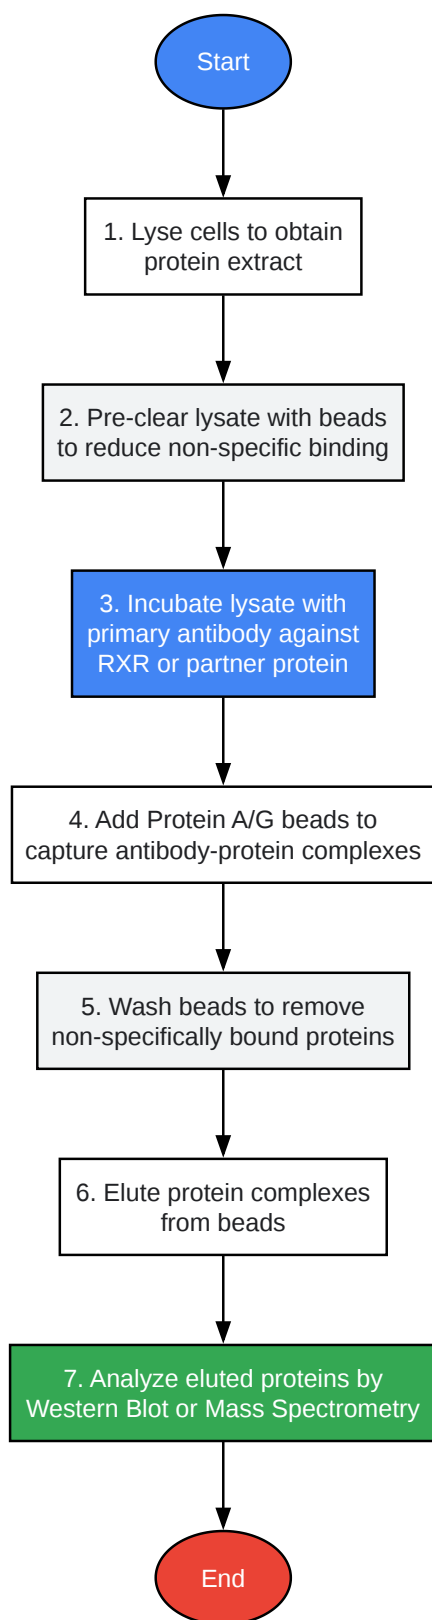 Start
1. Lyse cells to obtain
protein extract
2. Pre-clear lysate with beads
to reduce non-specific binding
3. Incubate lysate with
primary antibody against
RXR or partner protein
4. Add Protein A/G beads to
capture antibody-protein complexes
5. Wash beads to remove
non-specifically bound proteins
6. Elute protein complexes
from beads
7. Analyze eluted proteins by
Western Blot or Mass Spectrometry
End